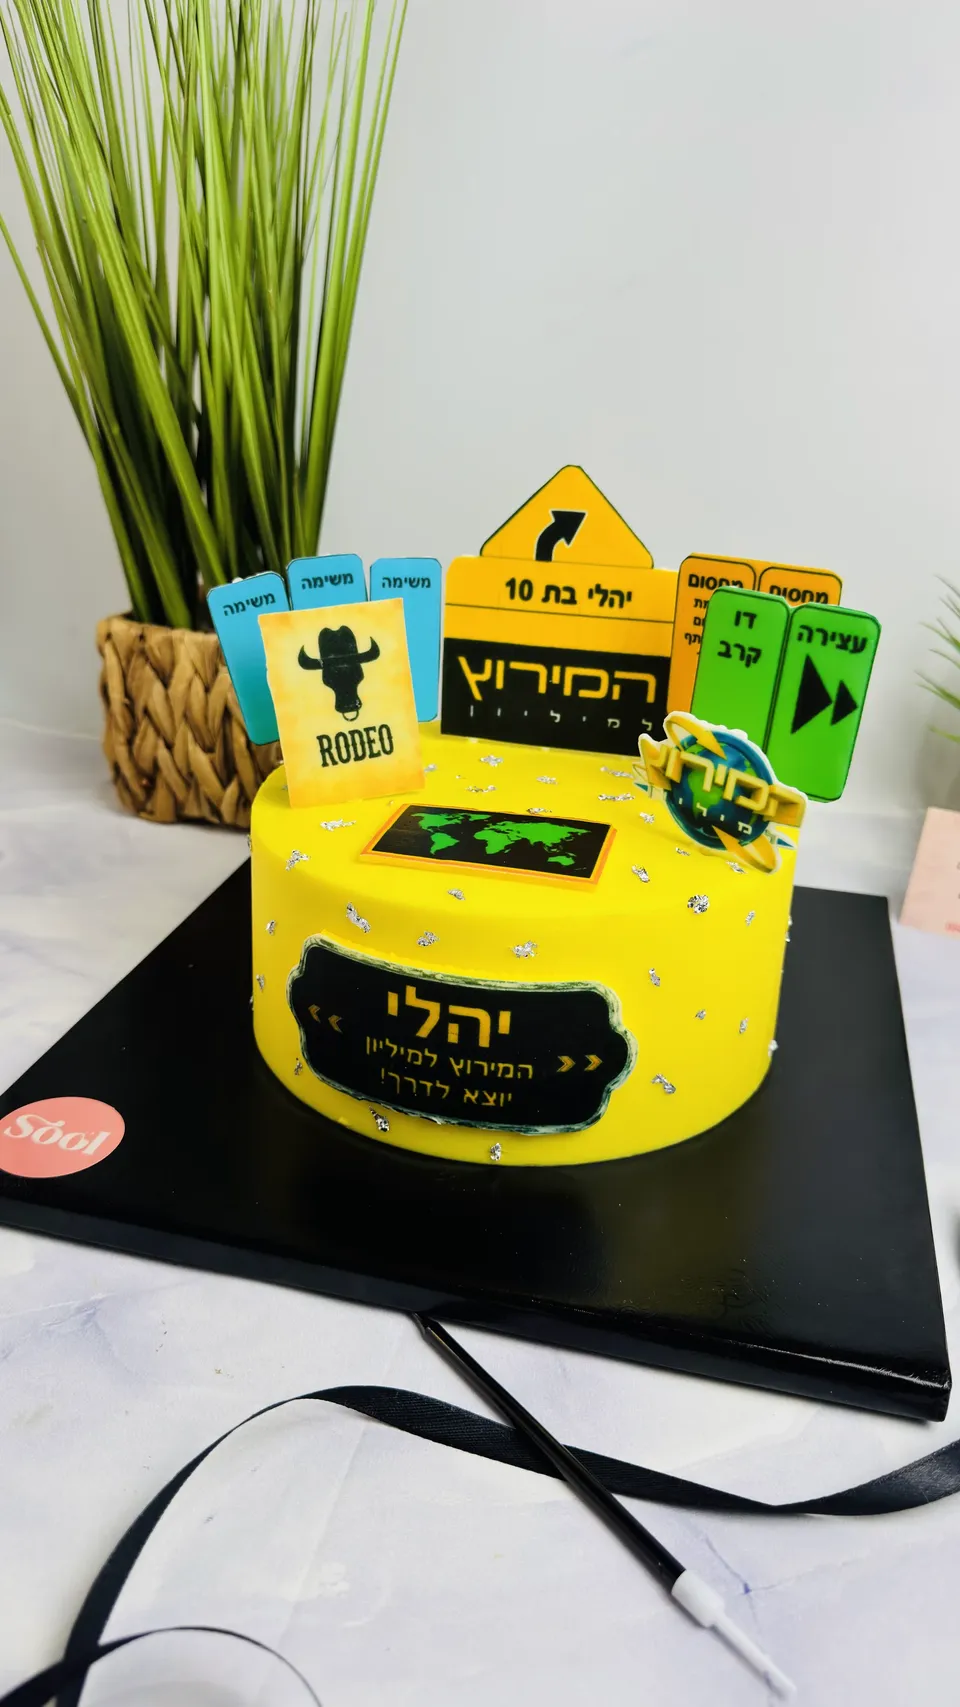 משימה
משימה
משימה
RODEO
יהלי בת 10
המירוץ
למיליון
מחסום
מחסום
דו
קרב
עצירה
המירוץ
יהלי
המירוץ למיליון
יוצא לדרך!
Sool